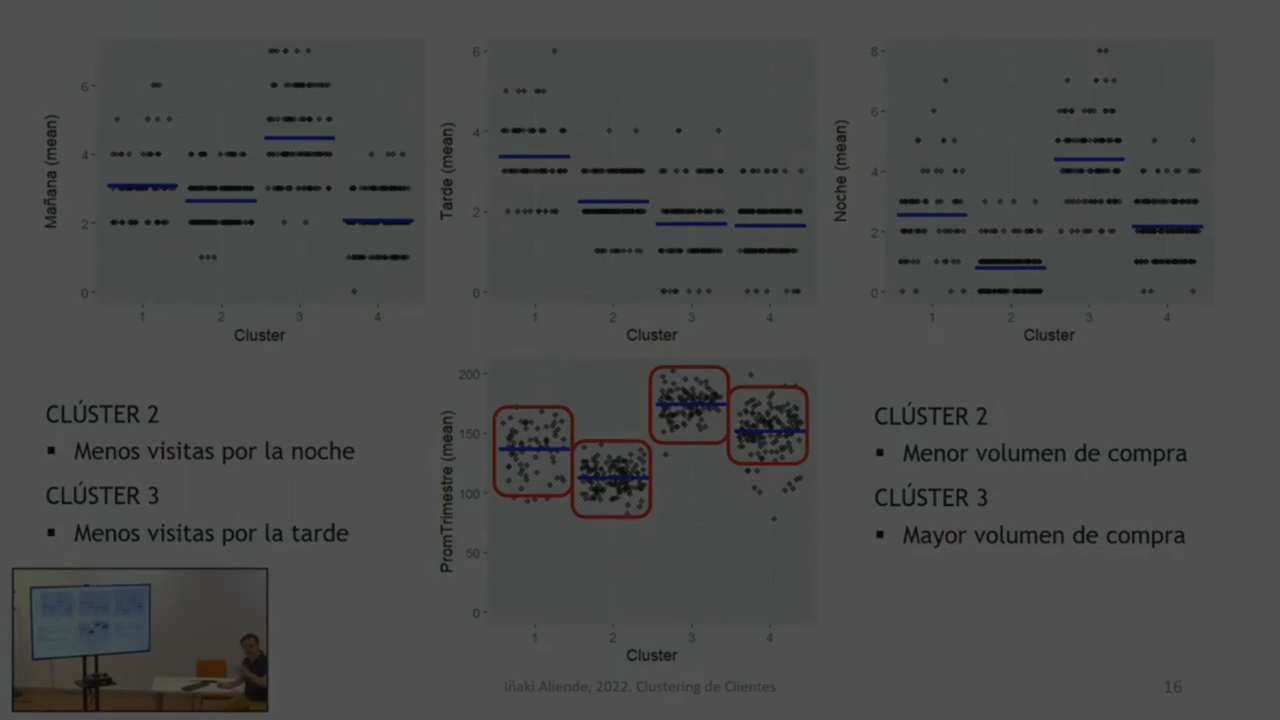 6
4
2
0
Mañana (mean)
1 2 3 4
Cluster
6
4
2
0
Tarde (mean)
1 2 3 4
Cluster
8
6
4
2
0
Noche (mean)
1 2 3 4
Cluster
CLÚSTER 2
▪ Menos visitas por la noche
CLÚSTER 3
▪ Menos visitas por la tarde
200
150
100
50
0
PromTrimestre (mean)
1 2 3 4
Cluster
CLÚSTER 2
▪ Menor volumen de compra
CLÚSTER 3
▪ Mayor volumen de compra
Iñaki Aliende, 2022. Clustering de Clientes
16